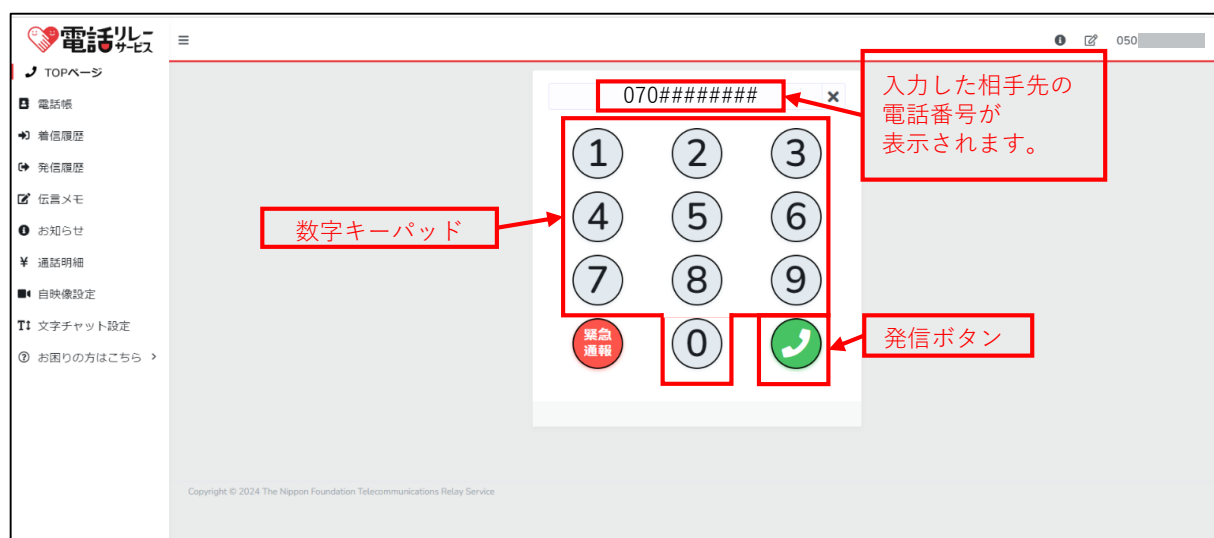 電話リレーサービス
050
TOPページ
電話帳
着信履歴
発信履歴
伝言メモ
お知らせ
¥ 通話明細
自映像設定
文字チャット設定
お困りの方はこちら
070########
入力した相手先の
電話番号が
表示されます。
1 2 3
4 5 6
7 8 9
緊急
通報
0
数字キーパッド
発信ボタン
Copyright © 2024 The Nippon Foundation Telecommunications Relay Service